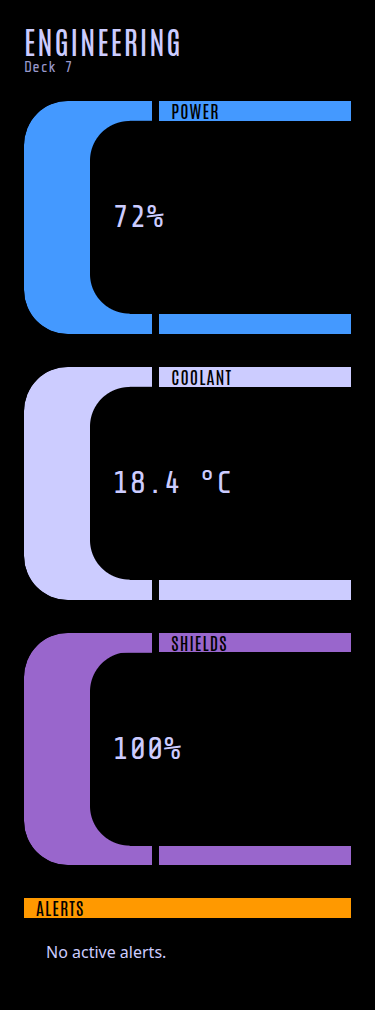 ENGINEERING
Deck 7
POWER
72%
COOLANT
18.4 °C
SHIELDS
100%
ALERTS
No active alerts.